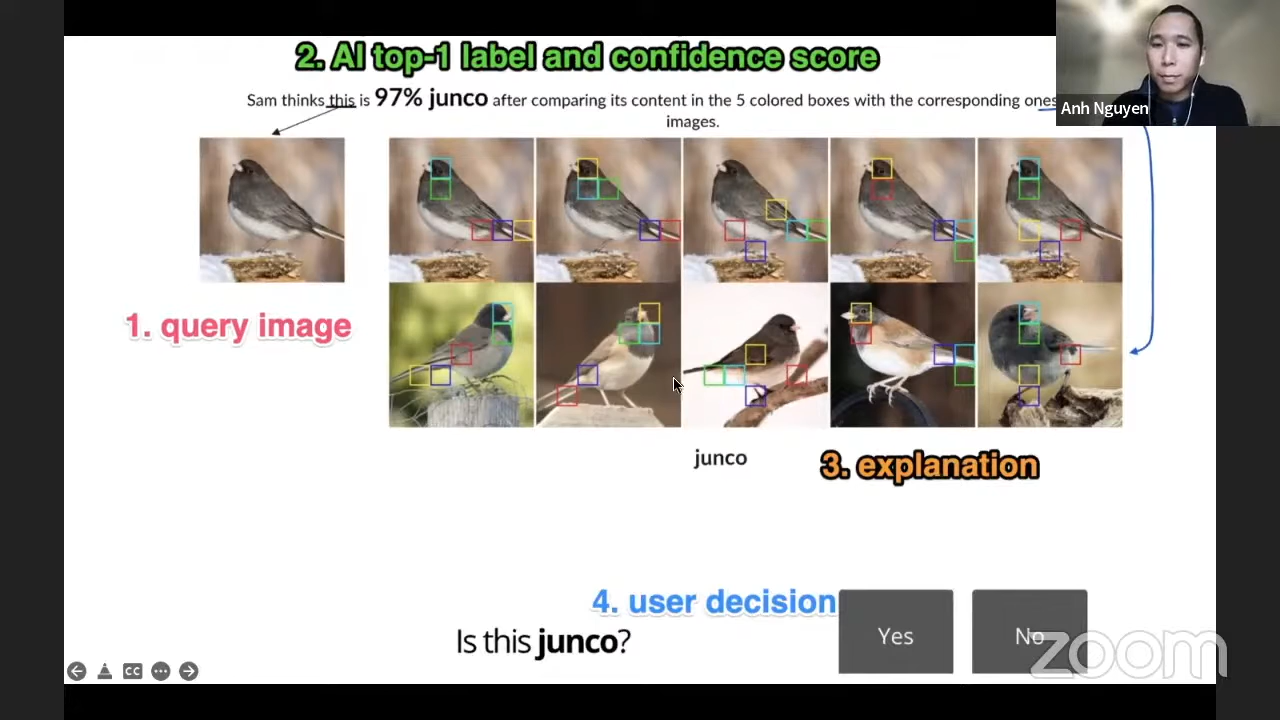 2. AI top-1 label and confidence score
Sam thinks this is 97% junco after comparing its content in the 5 colored boxes with the corresponding ones
images.
Anh Nguyen
1. query image
junco
3. explanation
4. user decision
Is this junco?
Yes
No
CC
zoom